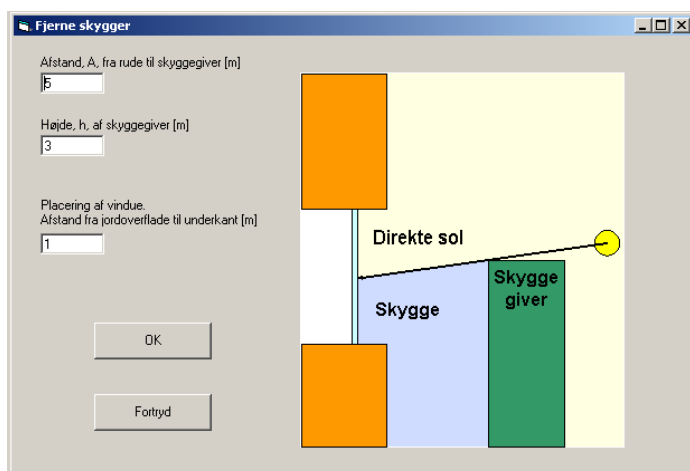 Fjerne skygger
Afstand, A, fra rude til skyggegiver [m]
5
Højde, h, af skyggegiver [m]
3
Placering af vindue.
Afstand fra jordoverflade til underkant [m]
1
OK
Fortryd
Direkte sol
Skygge
Skygge
giver